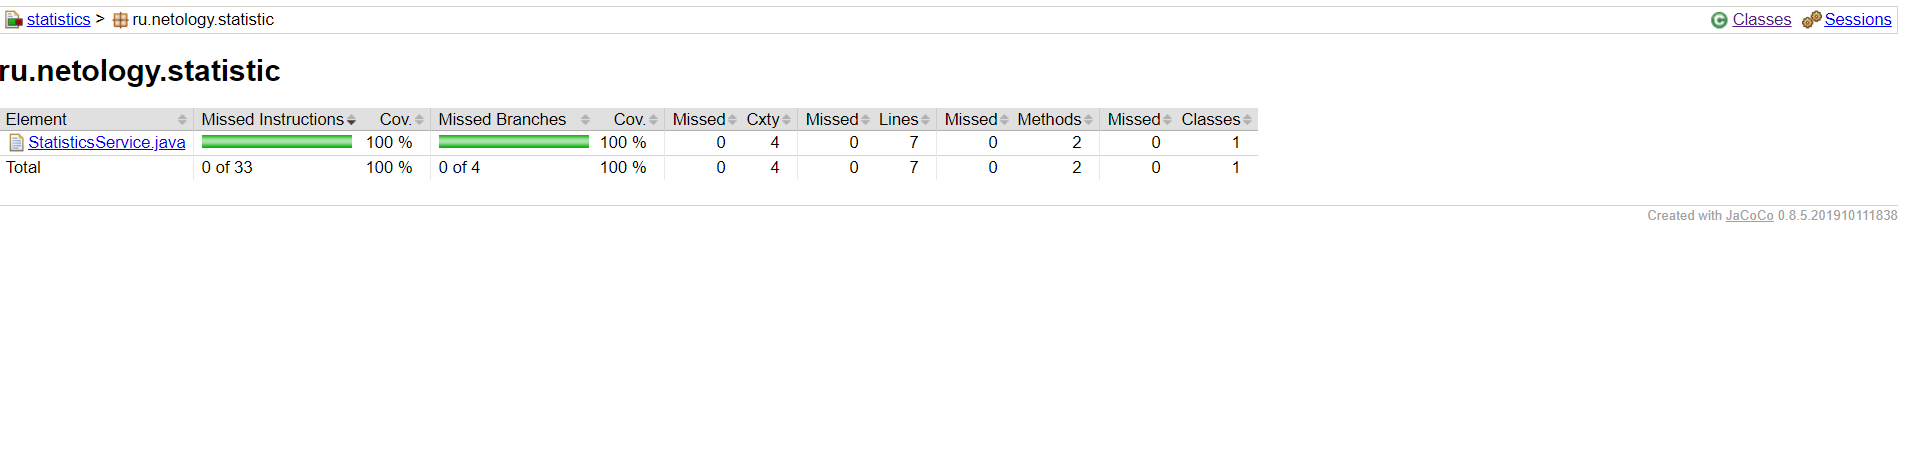 statistics > ru.netology.statistic Classes Sessions
ru.netology.statistic
Element Missed Instructions Cov. Missed Branches Cov. Missed Cxty Missed Lines Missed Methods Missed Classes
StatisticsService.java 100 % 100 % 0 4 0 7 0 2 0 1
Total 0 of 33 100 % 0 of 4 100 % 0 4 0 7 0 2 0 1
Created with JaCoCo 0.8.5.201910111838